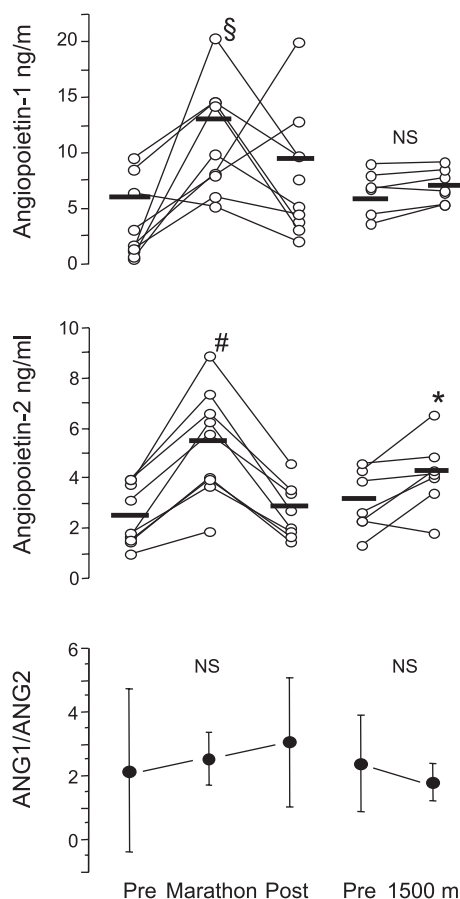 Angiopoietin-1 ng/m
20
15
10
5
0
§
NS
Angiopoietin-2 ng/ml
10
8
6
4
2
0
#
*
ANG1/ANG2
6
4
2
0
NS
NS
Pre Marathon Post Pre 1500 m